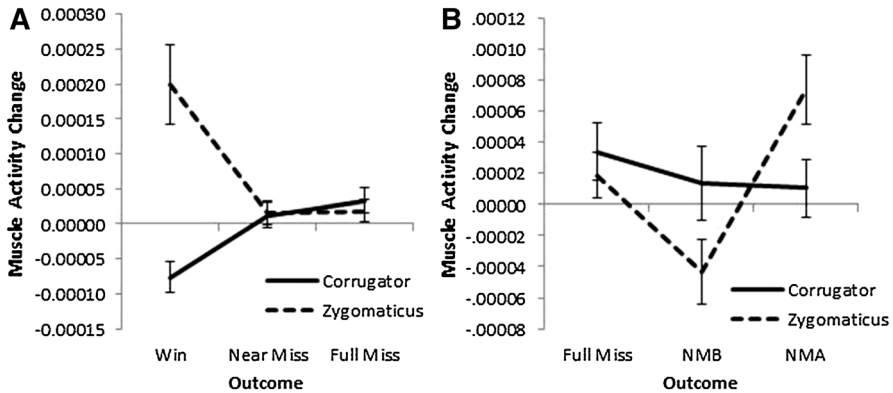 A
Muscle Activity Change
0.00030
0.00025
0.00020
0.00015
0.00010
0.00005
0.00000
-0.00005
-0.00010
-0.00015
Corrugator
Zygomaticus
Win Near Miss Full Miss
Outcome
B
Muscle Activity Change
.00012
.00010
.00008
.00006
.00004
.00002
.00000
-.00002
-.00004
-.00006
-.00008
Corrugator
Zygomaticus
Full Miss NMB NMA
Outcome